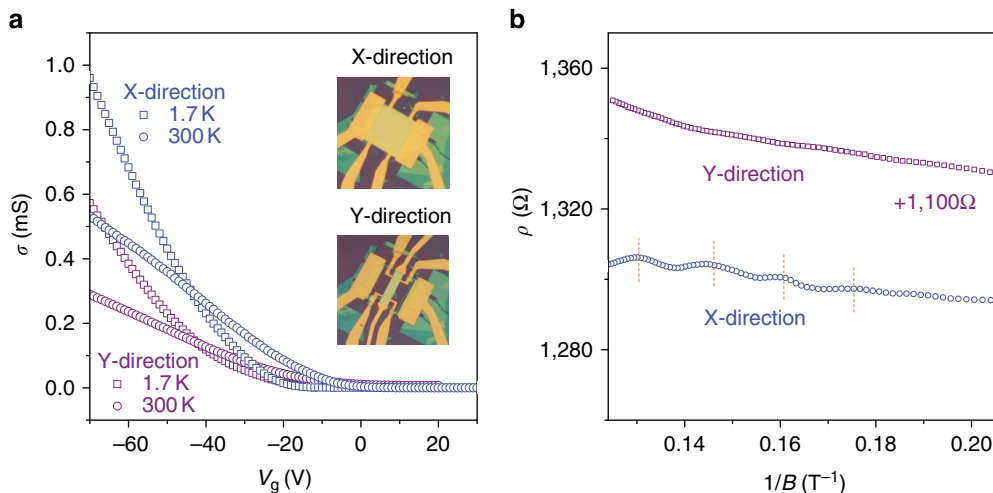 a
X-direction
1.7 K
300 K
X-direction
Y-direction
Y-direction
1.7 K
300 K
1.0
0.8
0.6
0.4
0.2
0.0
σ (mS)
−60
−40
−20
0
20
Vg (V)
b
1,360
1,320
1,280
ρ (Ω)
Y-direction
+1,100Ω
X-direction
0.14
0.16
0.18
0.20
1/B (T⁻¹)